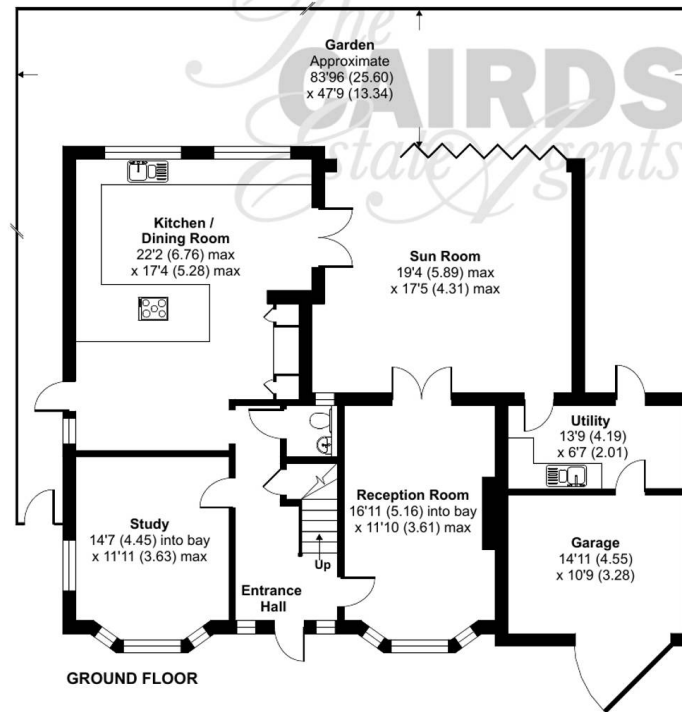 The
CAIRDS
Estate Agents
Garden
Approximate
83'96 (25.60)
x 47'9 (13.34)
Kitchen /
Dining Room
22'2 (6.76) max
x 17'4 (5.28) max
Sun Room
19'4 (5.89) max
x 17'5 (4.31) max
Utility
13'9 (4.19)
x 6'7 (2.01)
Study
14'7 (4.45) into bay
x 11'11 (3.63) max
Reception Room
16'11 (5.16) into bay
x 11'10 (3.61) max
Garage
14'11 (4.55)
x 10'9 (3.28)
Up
Entrance
Hall
GROUND FLOOR